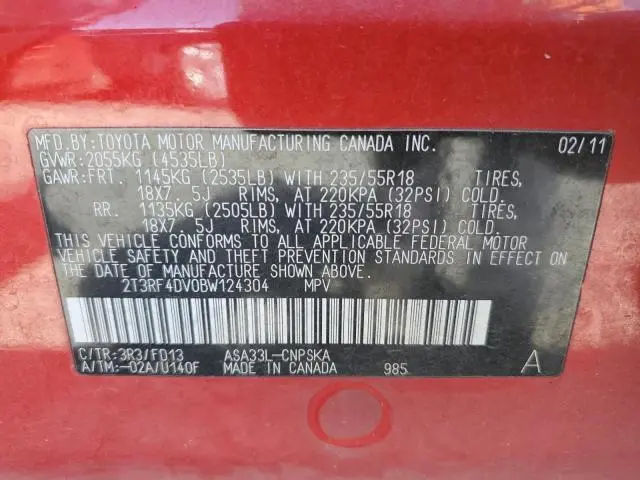 MFD.BY:TOYOTA MOTOR MANUFACTURING CANADA INC. 02/11
GVWR:2055KG (4535LB)
GAWR:FRT. 1145KG (2535LB) WITH 235/55R18 TIRES,
18X7 5J RIMS, AT 220KPA (32PSI) COLD.
RR. 1135KG (2505LB) WITH 235/55R18 TIRES,
18X7 5J RIMS, AT 220KPA (32PSI) COLD.
THIS VEHICLE CONFORMS TO ALL APPLICABLE FEDERAL MOTOR
VEHICLE SAFETY AND THEFT PREVENTION STANDARDS IN EFFECT ON
THE DATE OF MANUFACTURE SHOWN ABOVE.
2T3RF4DV0BW124304 MPV
C/TR:3R3/FD13 ASA33L-CNPSKA
A/TM:-02A/U140F MADE IN CANADA 985 A